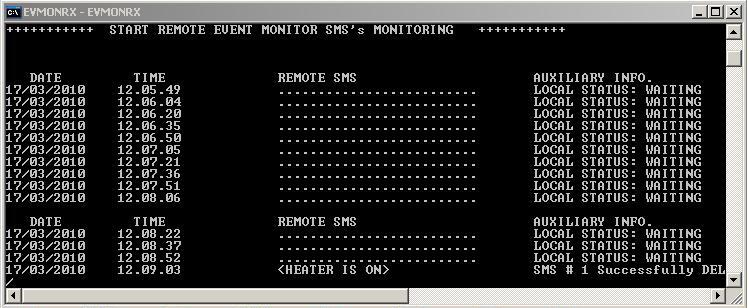 EVMONRX - EVMONRX
+++++++++++ START REMOTE EVENT MONITOR SMS's MONITORING +++++++++++
DATE TIME REMOTE SMS AUXILIARY INFO.
17/03/2010 12.05.49 ......................... LOCAL STATUS: WAITING
17/03/2010 12.06.04 ......................... LOCAL STATUS: WAITING
17/03/2010 12.06.20 ......................... LOCAL STATUS: WAITING
17/03/2010 12.06.35 ......................... LOCAL STATUS: WAITING
17/03/2010 12.06.50 ......................... LOCAL STATUS: WAITING
17/03/2010 12.07.05 ......................... LOCAL STATUS: WAITING
17/03/2010 12.07.21 ......................... LOCAL STATUS: WAITING
17/03/2010 12.07.36 ......................... LOCAL STATUS: WAITING
17/03/2010 12.07.51 ......................... LOCAL STATUS: WAITING
17/03/2010 12.08.06 ......................... LOCAL STATUS: WAITING
DATE TIME REMOTE SMS AUXILIARY INFO.
17/03/2010 12.08.22 ......................... LOCAL STATUS: WAITING
17/03/2010 12.08.37 ......................... LOCAL STATUS: WAITING
17/03/2010 12.08.52 ......................... LOCAL STATUS: WAITING
17/03/2010 12.09.03 <HEATER IS ON> SMS # 1 Successfully DEL
/